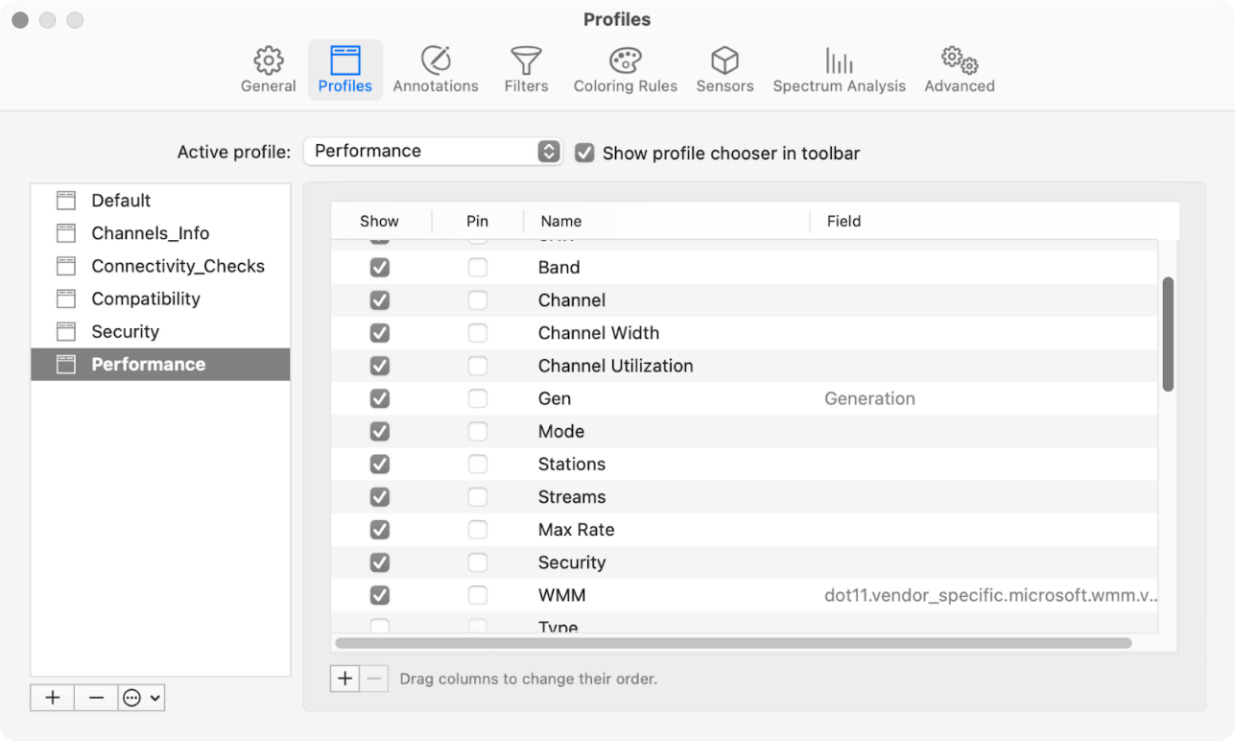 Profiles
General Profiles Annotations Filters Coloring Rules Sensors Spectrum Analysis Advanced
Active profile: Performance Show profile chooser in toolbar
Default
Channels_Info
Connectivity_Checks
Compatibility
Security
Performance
Show Pin Name Field
Band
Channel
Channel Width
Channel Utilization
Gen Generation
Mode
Stations
Streams
Max Rate
Security
WMM dot11.vendor_specific.microsoft.wmm.v...
Type
Drag columns to change their order.